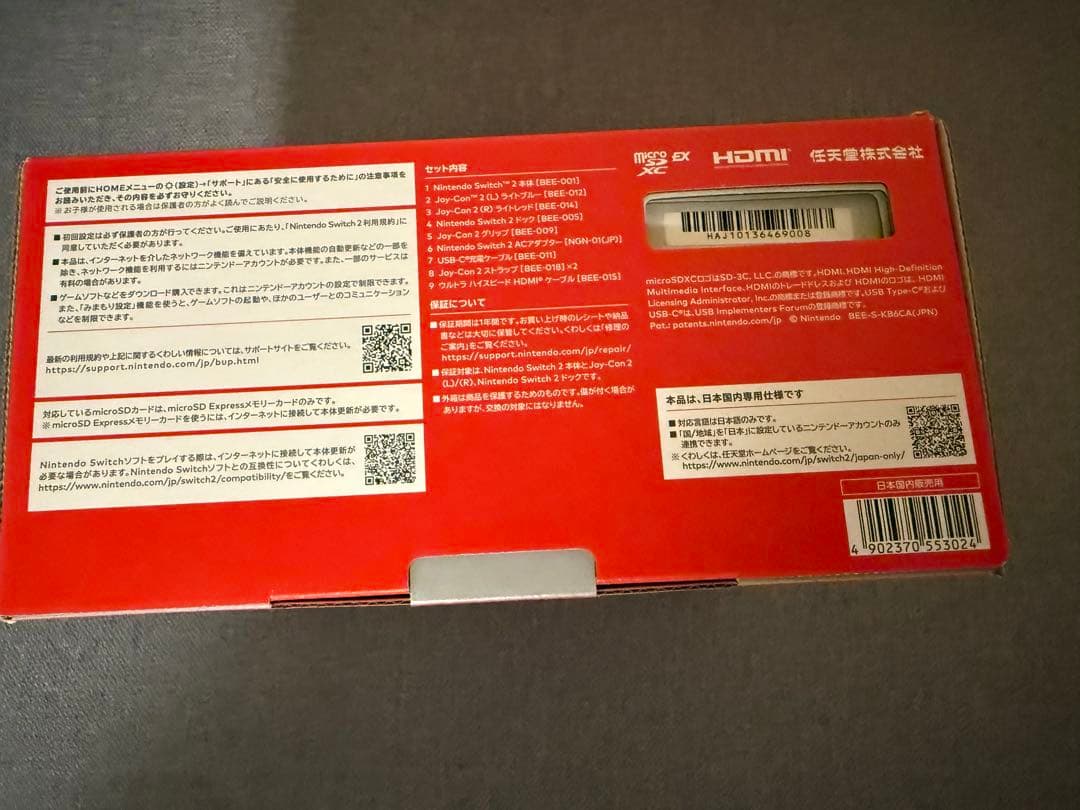 ご使用前にHOMEメニューの(設定)→「サポート」にある「安全に使用するために」の注意事項を
お読みいただき、その内容を必ずお守りください。
※お子様が使用される場合は保護者の方がよく読んでご説明ください。
■初回設定は必ず保護者の方が行ってください。ご使用にあたり、「Nintendo Switch 2 利用規約」に
同意していただく必要があります。
■本品は、インターネットを介したネットワーク機能を備えています。本体機能の自動更新などの一部を
除き、ネットワーク機能を利用するにはニンテンドーアカウントが必要です。また、一部のサービスは
有料の場合があります。
■ゲームソフトなどをダウンロード購入できます。これはニンテンドーアカウントの設定で制限できます。
また、「みまもり設定」機能を使うと、ゲームソフトの起動や、ほかのユーザーとのコミュニケーション
などを制限できます。
最新の利用規約や上記に関するくわしい情報については、サポートサイトをご覧ください。
https://support.nintendo.com/jp/bup.html
対応しているmicroSDカードは、microSD Expressメモリーカードのみです。
※microSD Expressメモリーカードを使うには、インターネットに接続して本体更新が必要です。
Nintendo Switchソフトをプレイする際は、インターネットに接続して本体更新が
必要な場合があります。Nintendo Switchソフトとの互換性についてくわしくは、
https://www.nintendo.com/jp/switch2/compatibility/をご覧ください。
セット内容
1 Nintendo Switch™ 2 本体 [BEE-001]
2 Joy-Con™ 2 (L) ライトブルー [BEE-012]
3 Joy-Con 2 (R) ライトレッド [BEE-014]
4 Nintendo Switch 2 ドック [BEE-005]
5 Joy-Con 2 グリップ [BEE-009]
6 Nintendo Switch 2 ACアダプター [NGN-01(JP)]
7 USB-C®充電ケーブル [BEE-011]
8 Joy-Con 2 ストラップ [BEE-018]×2
9 ウルトラ ハイスピード HDMI®ケーブル [BEE-015]
保証について
■保証期間は1年間です。お買い上げ時のレシートや納品
書などは大切に保管してください。くわしくは「修理の
ご案内」をご覧ください。
https://support.nintendo.com/jp/repair/
■保証対象は、Nintendo Switch 2 本体とJoy-Con 2
(L)/(R)、Nintendo Switch 2 ドックです。
■外箱は商品を保護するためのものです。傷が付く場合が
ありますが、交換の対象にはなりません。
micro SD XC EX HDMI 任天堂株式会社
HAJ10136469008
microSDXCロゴはSD-3C, LLC.の商標です。HDMI、HDMI High-Definition
Multimedia Interface、HDMIのトレードドレスおよび HDMIのロゴは、HDMI
Licensing Administrator, Inc.の商標または登録商標です。USB Type-C®および
USB-C®は、USB Implementers Forumの登録商標です。
Pat.: patents.nintendo.com/jp © Nintendo BEE-S-KB6CA(JPN)
本品は、日本国内専用仕様です
■対応言語は日本語のみです。
■「国/地域」を「日本」に設定しているニンテンドーアカウントのみ
連携できます。
※くわしくは、任天堂ホームページをご覧ください。
https://www.nintendo.com/jp/switch2/japan-only/
日本国内販売用
4 902370 553024